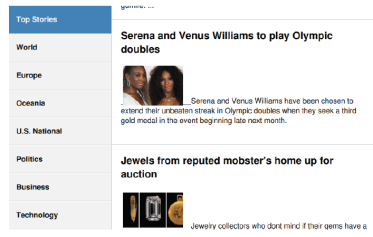 Top Stories
World
Europe
Oceania
U.S. National
Politics
Business
Technology
Serena and Venus Williams to play Olympic
doubles
Serena and Venus Williams have been chosen to
extend their unbeaten streak in Olympic doubles when they seek a third
gold medal in the event beginning late next month.
Jewels from reputed mobster's home up for
auction
Jewelry collectors who dont mind if their gems have a